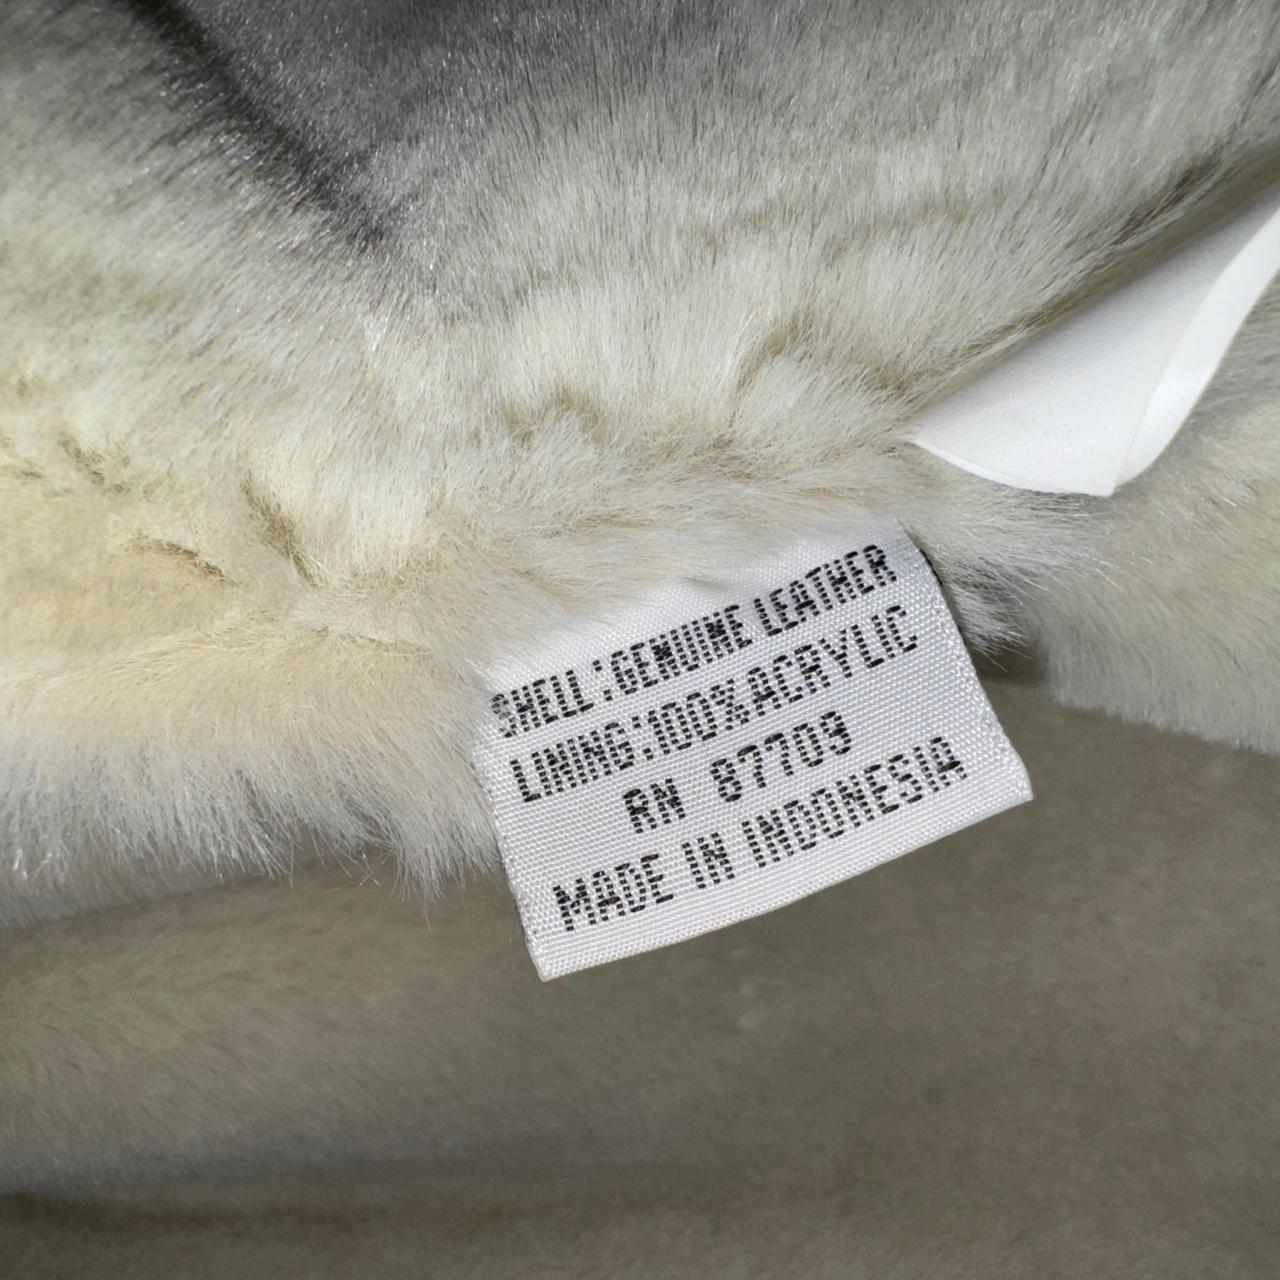 SHELL:GENUINE LEATHER
LINING:100%ACRYLIC
RN 87709
MADE IN INDONESIA